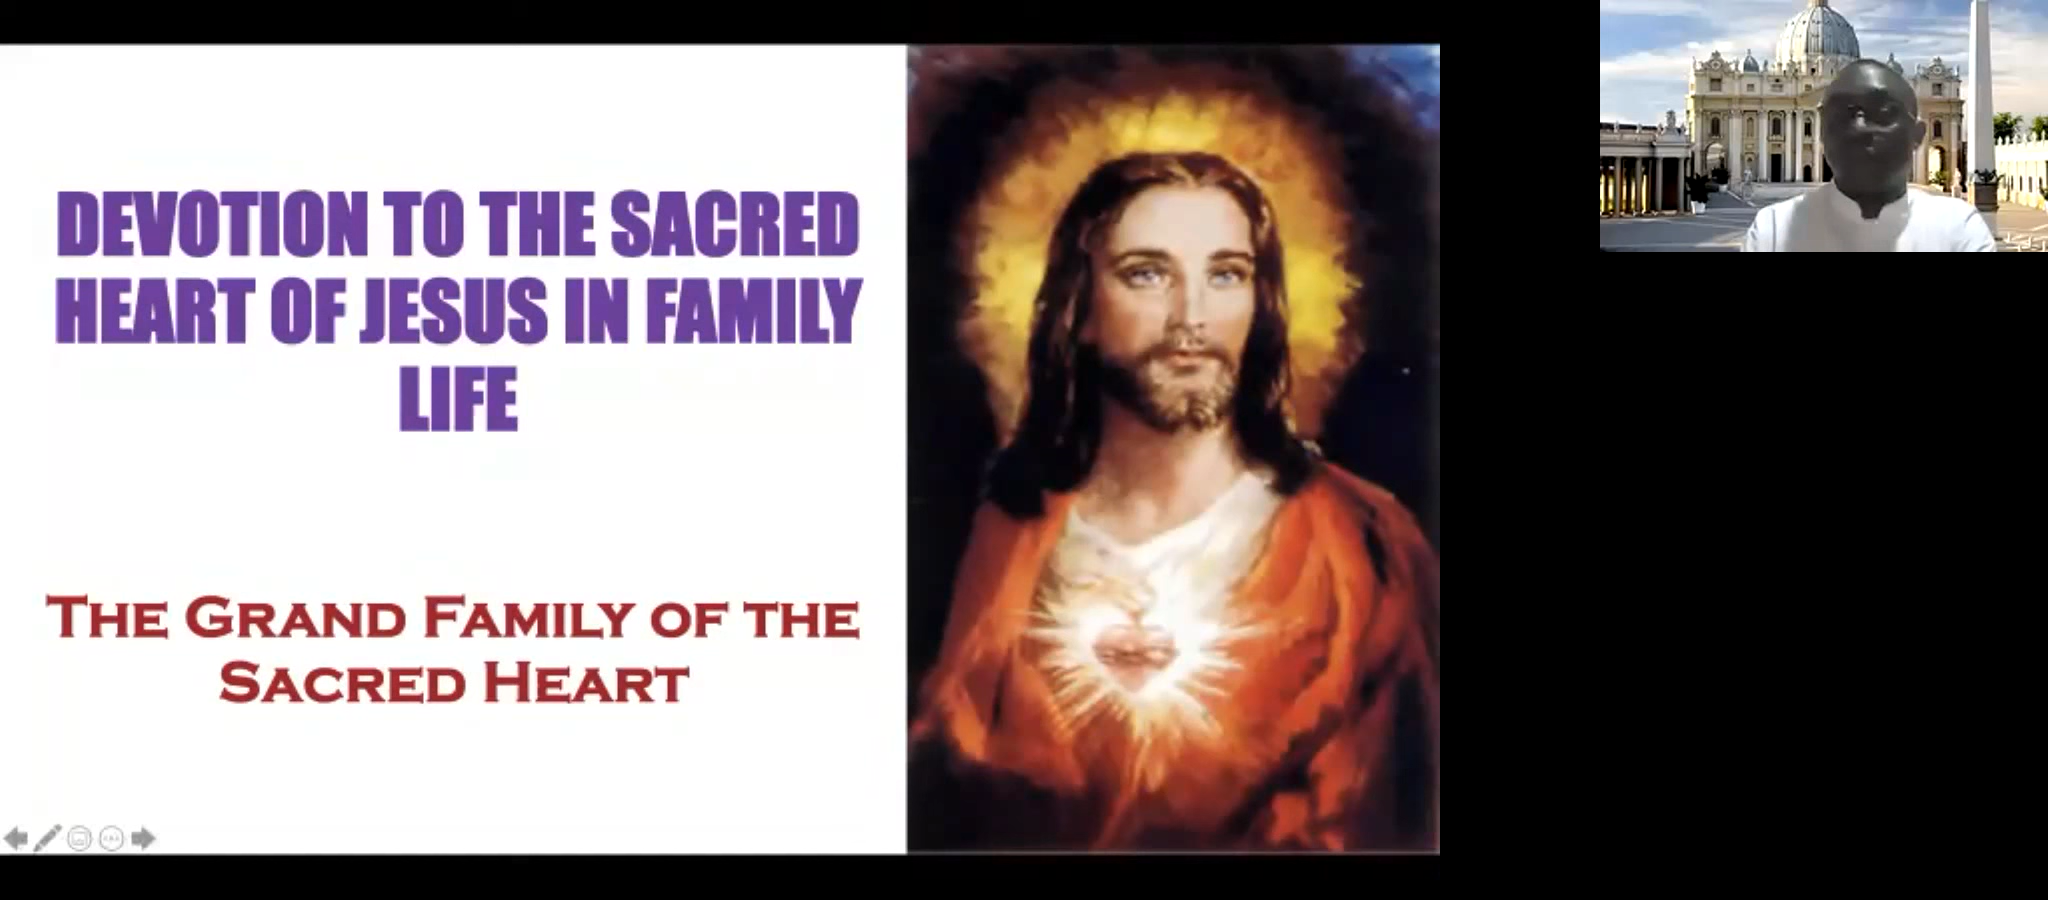 DEVOTION TO THE SACRED
HEART OF JESUS IN FAMILY
LIFE
THE GRAND FAMILY OF THE
SACRED HEART